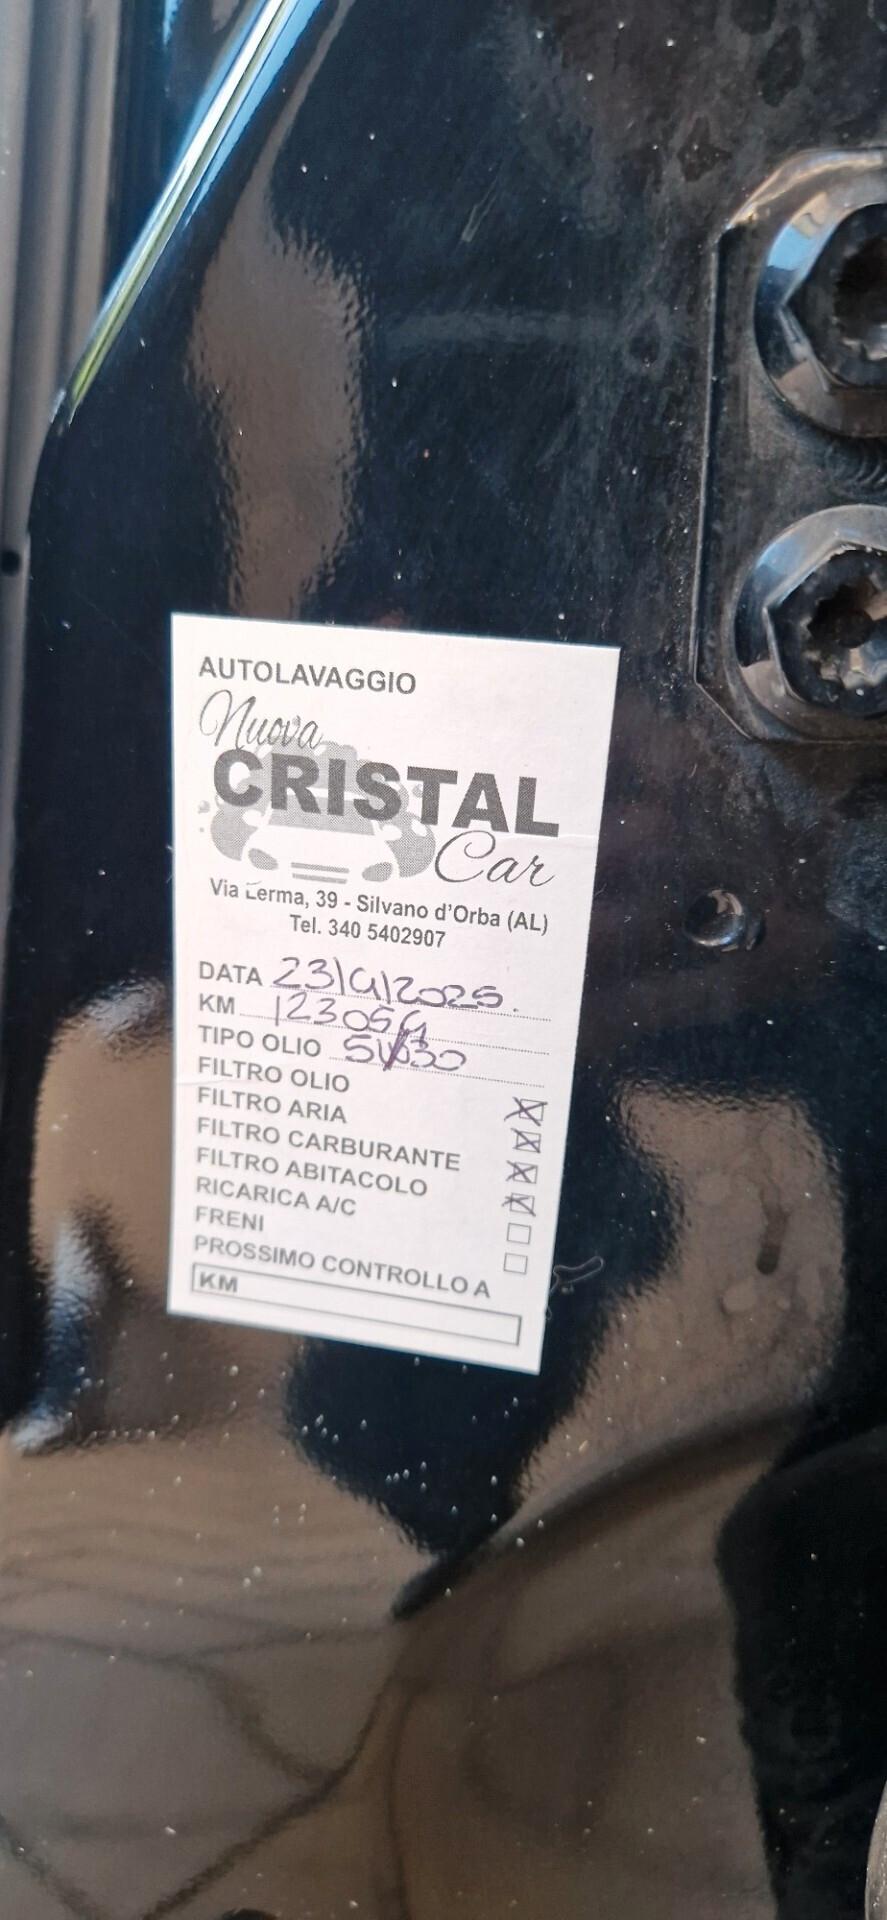 AUTOLAVAGGIO
Nuova
CRISTAL
Car
Via Lerma, 39 - Silvano d'Orba (AL)
Tel. 340 5402907
DATA 23/4/2025
KM 123054
TIPO OLIO 5W30
FILTRO OLIO
FILTRO ARIA
FILTRO CARBURANTE
FILTRO ABITACOLO
RICARICA A/C
FRENI
PROSSIMO CONTROLLO A
KM